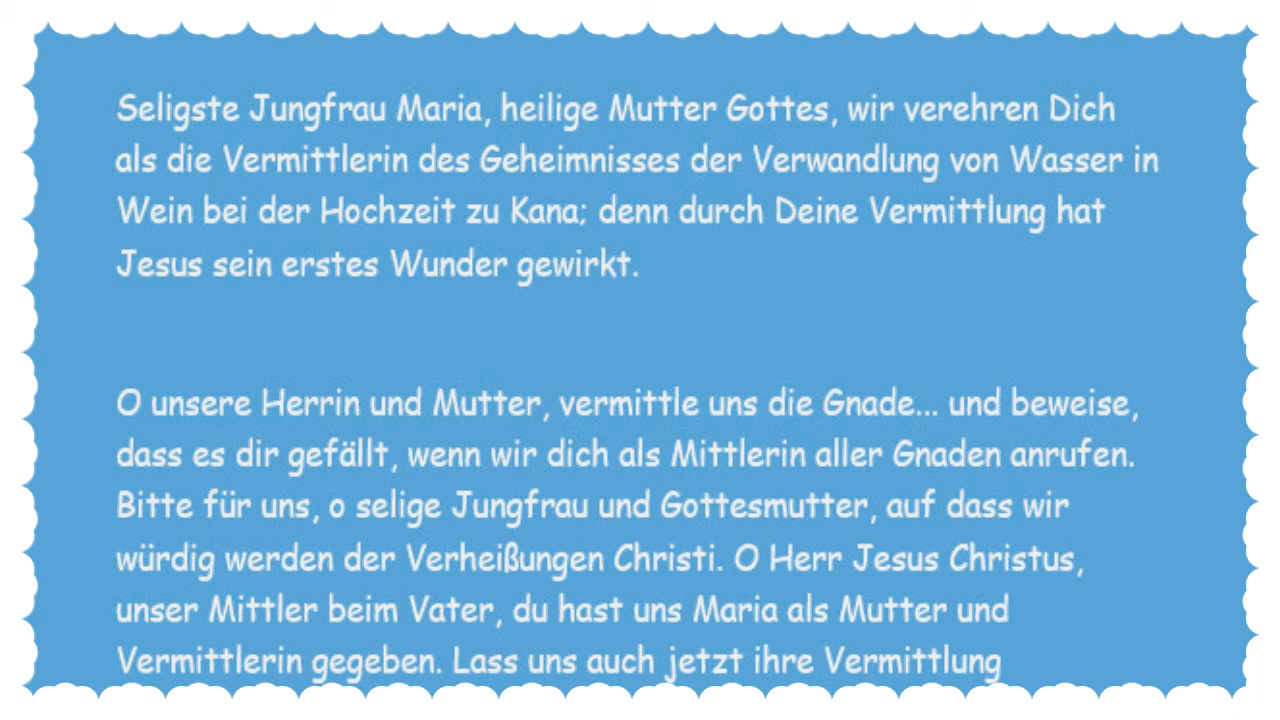 Seligste Jungfrau Maria, heilige Mutter Gottes, wir verehren Dich
als die Vermittlerin des Geheimnisses der Verwandlung von Wasser in
Wein bei der Hochzeit zu Kana; denn durch Deine Vermittlung hat
Jesus sein erstes Wunder gewirkt.
O unsere Herrin und Mutter, vermittle uns die Gnade... und beweise,
dass es dir gefällt, wenn wir dich als Mittlerin aller Gnaden anrufen.
Bitte für uns, o selige Jungfrau und Gottesmutter, auf dass wir
würdig werden der Verheißungen Christi. O Herr Jesus Christus,
unser Mittler beim Vater, du hast uns Maria als Mutter und
Vermittlerin gegeben. Lass uns auch jetzt ihre Vermittlung